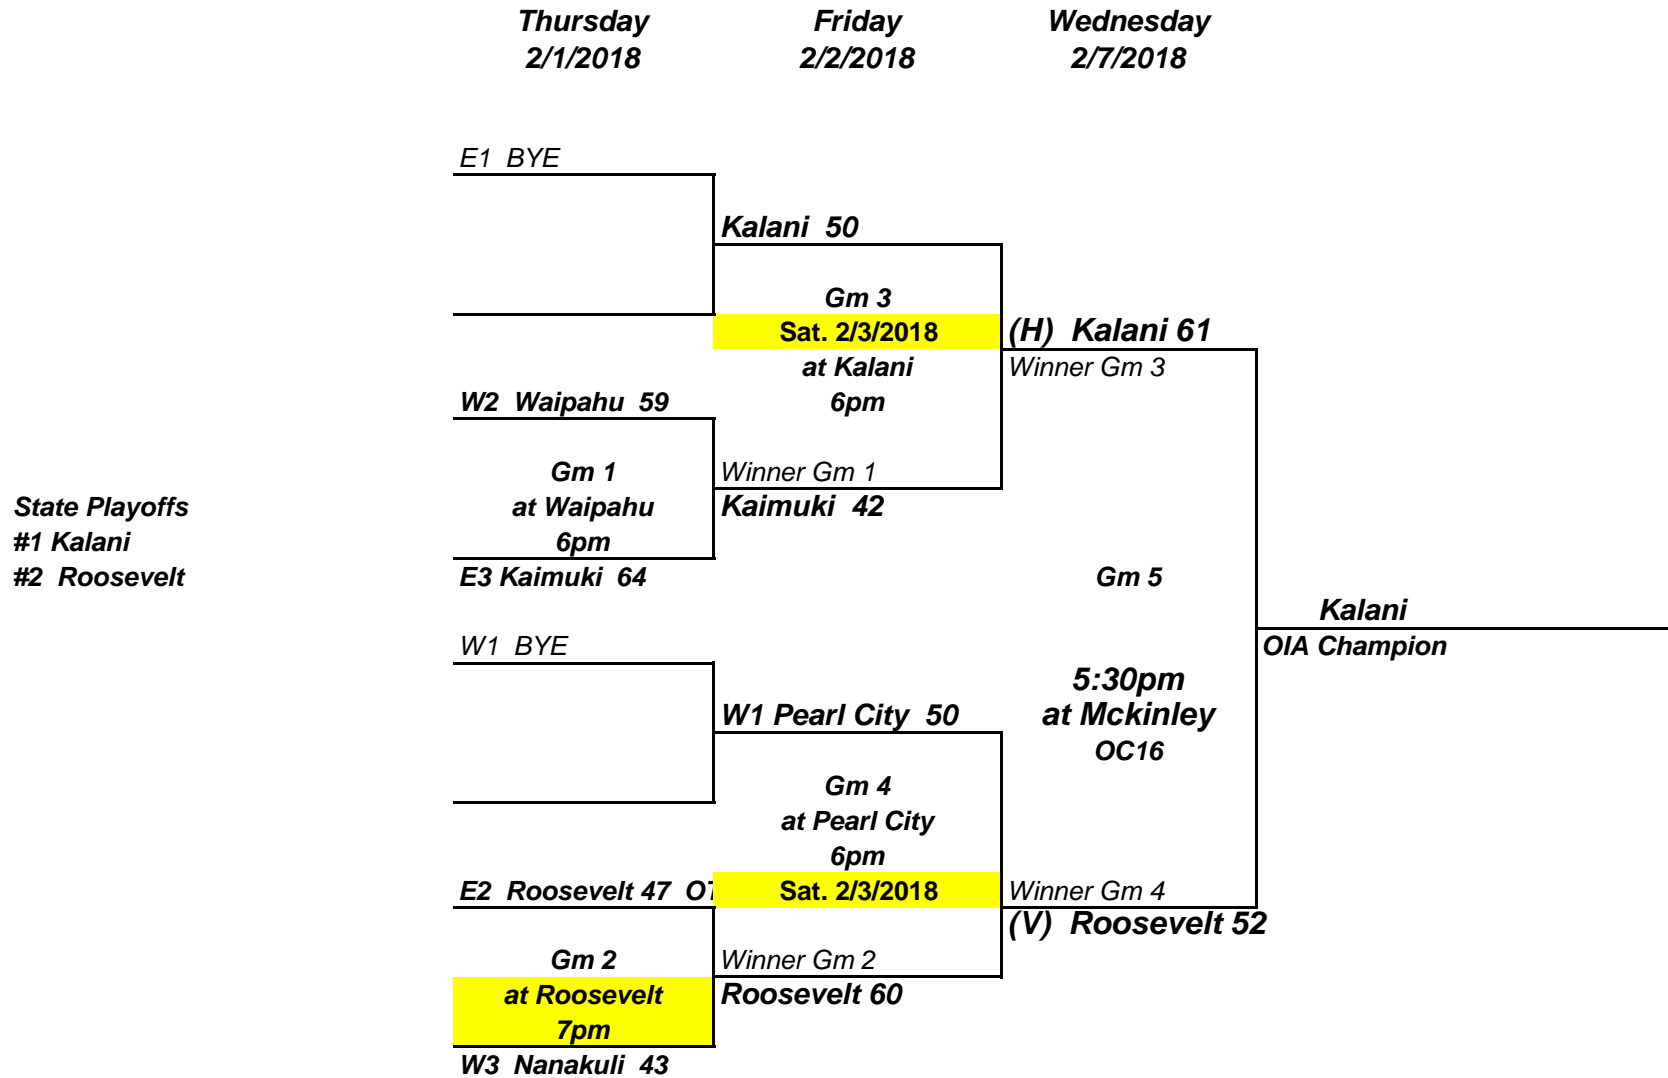 Thursday Friday Wednesday
2/1/2018 2/2/2018 2/7/2018
E1 BYE
Kalani 50
Gm 3
Sat. 2/3/2018 (H) Kalani 61
at Kalani Winner Gm 3
W2 Waipahu 59 6pm
Gm 1 Winner Gm 1
State Playoffs at Waipahu Kaimuki 42
#1 Kalani 6pm
#2 Roosevelt E3 Kaimuki 64 Gm 5
Kalani
W1 BYE OIA Champion
5:30pm
W1 Pearl City 50 at Mckinley
OC16
Gm 4
at Pearl City
6pm
E2 Roosevelt 47 OT Sat. 2/3/2018 Winner Gm 4
(V) Roosevelt 52
Gm 2 Winner Gm 2
at Roosevelt Roosevelt 60
7pm
W3 Nanakuli 43